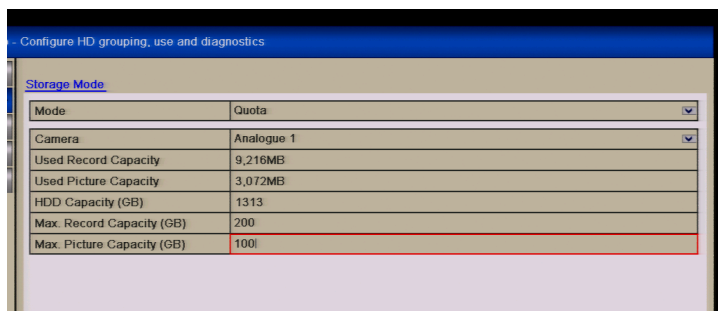 - Configure HD grouping, use and diagnostics
Storage Mode
Mode Quota
Camera Analogue 1
Used Record Capacity 9,216MB
Used Picture Capacity 3,072MB
HDD Capacity (GB) 1313
Max. Record Capacity (GB) 200
Max. Picture Capacity (GB) 100